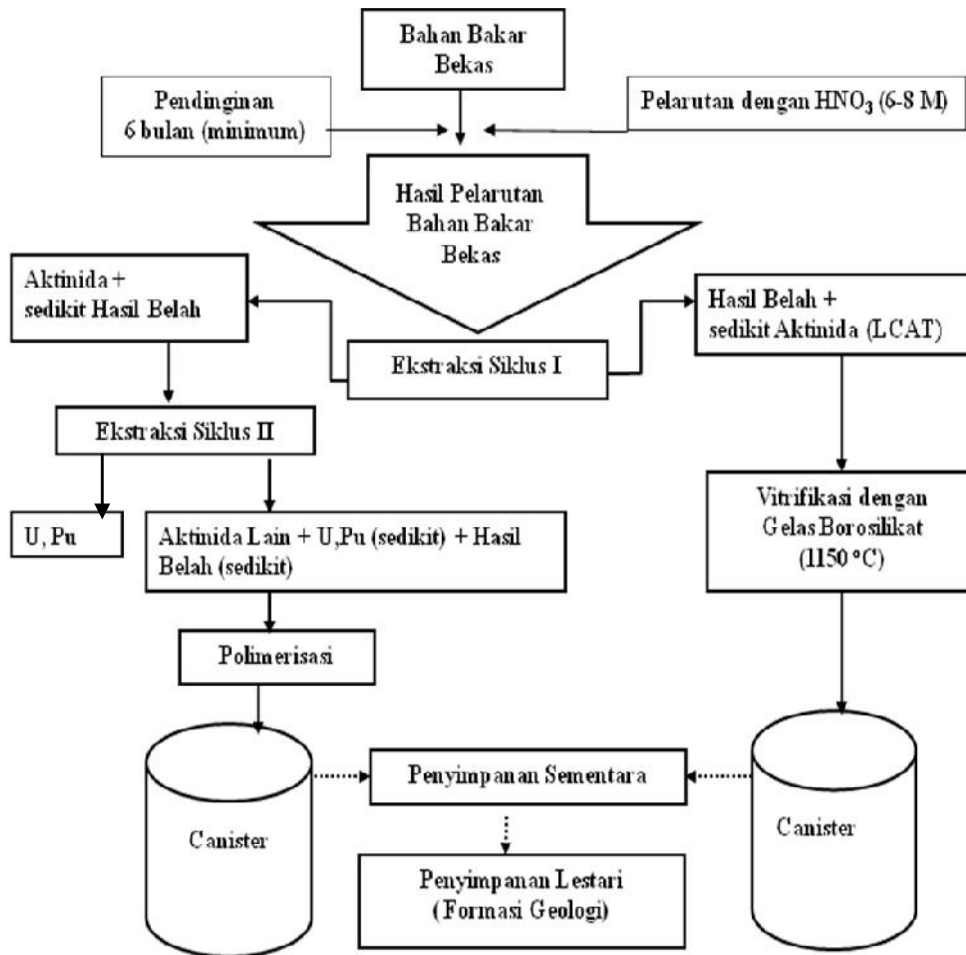 Bahan Bakar
Bekas
Pendinginan
6 bulan (minimum)
Pelarutan dengan HNO₃ (6-8 M)
Hasil Pelarutan
Bahan Bakar
Bekas
Aktinida +
sedikit Hasil Belah
Hasil Belah +
sedikit Aktinida (LCAT)
Ekstraksi Siklus I
Ekstraksi Siklus II
Vitrifikasi dengan
Gelas Borosilikat
(1150 °C)
U, Pu
Aktinida Lain + U,Pu (sedikit) + Hasil
Belah (sedikit)
Polimerisasi
Penyimpanan Sementara
Canister
Canister
Penyimpanan Lestari
(Formasi Geologi)